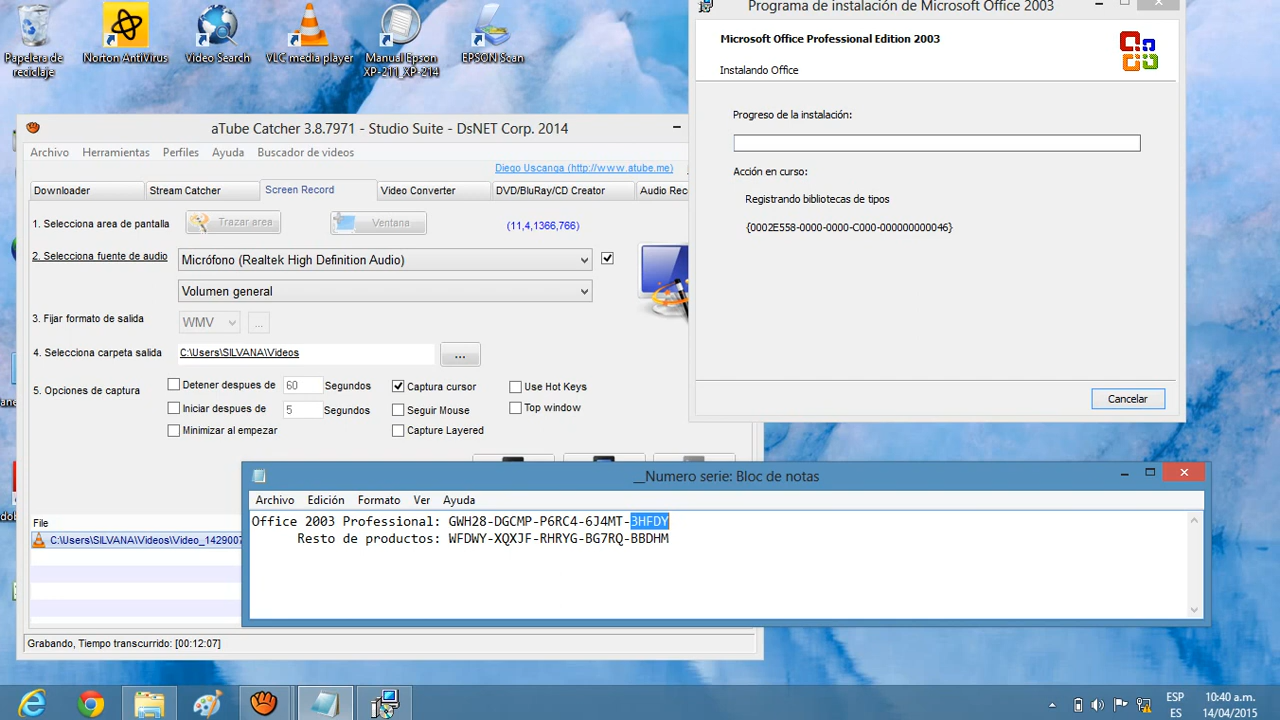 Papelera de reciclaje
Norton AntiVirus
Video Search
VLC media player
Manual Epson XP-211_XP-214
EPSON Scan
Programa de instalación de Microsoft Office 2003
Microsoft Office Professional Edition 2003
Instalando Office
Progreso de la instalación:
Acción en curso:
Registrando bibliotecas de tipos
{0002E558-0000-0000-C000-000000000046}
Cancelar
aTube Catcher 3.8.7971 - Studio Suite - DsNET Corp. 2014
Archivo Herramientas Perfiles Ayuda Buscador de videos
Diego Uscanga (http://www.atube.me)
Downloader Stream Catcher Screen Record Video Converter DVD/BluRay/CD Creator Audio Rec
1. Selecciona area de pantalla Trazar area Ventana (11,4,1366,766)
2. Selecciona fuente de audio Micrófono (Realtek High Definition Audio)
Volumen general
3. Fijar formato de salida WMV ...
4. Selecciona carpeta salida C:\Users\SILVANA\Videos ...
5. Opciones de captura
Detener despues de 60 Segundos Captura cursor Use Hot Keys
Iniciar despues de 5 Segundos Seguir Mouse Top window
Minimizar al empezar Capture Layered
File
C:\Users\SILVANA\Videos\Video_1429007
Grabando, Tiempo transcurrido: [00:12:07]
__Numero serie: Bloc de notas
Archivo Edición Formato Ver Ayuda
Office 2003 Professional: GWH28-DGCMP-P6RC4-6J4MT-3HFDY
Resto de productos: WFDWY-XQXJF-RHRYG-BG7RQ-BBDHM
ESP
ES
10:40 a.m.
14/04/2015